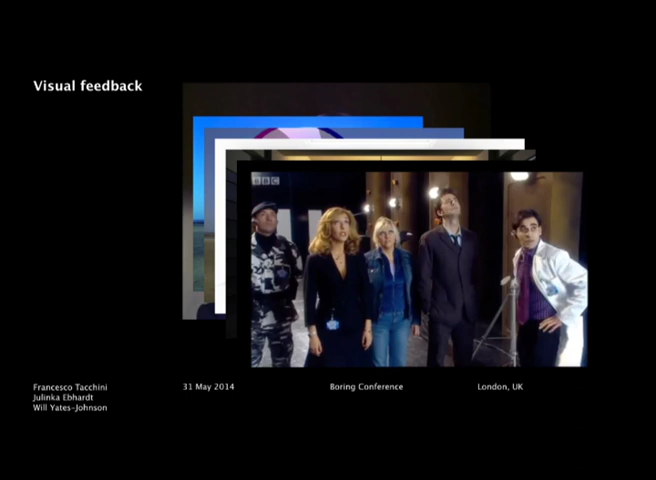 Visual feedback
BBC
Francesco Tacchini
Julinka Ebhardt
Will Yates-Johnson
31 May 2014
Boring Conference
London, UK